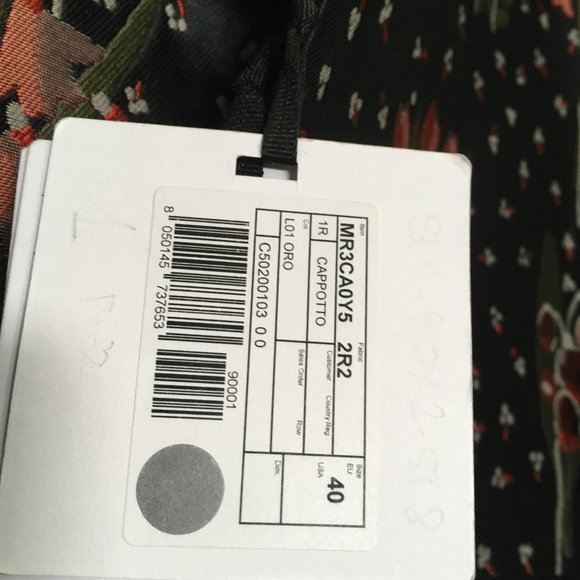 Item Fabric Size
MR3CA0Y5 2R2 EU 40
1R CAPPOTTO Customer Country Reg USA
Col. Sales Order Row Dim.
L01 ORO
C50200103 0 0
90001
8 050145 737653